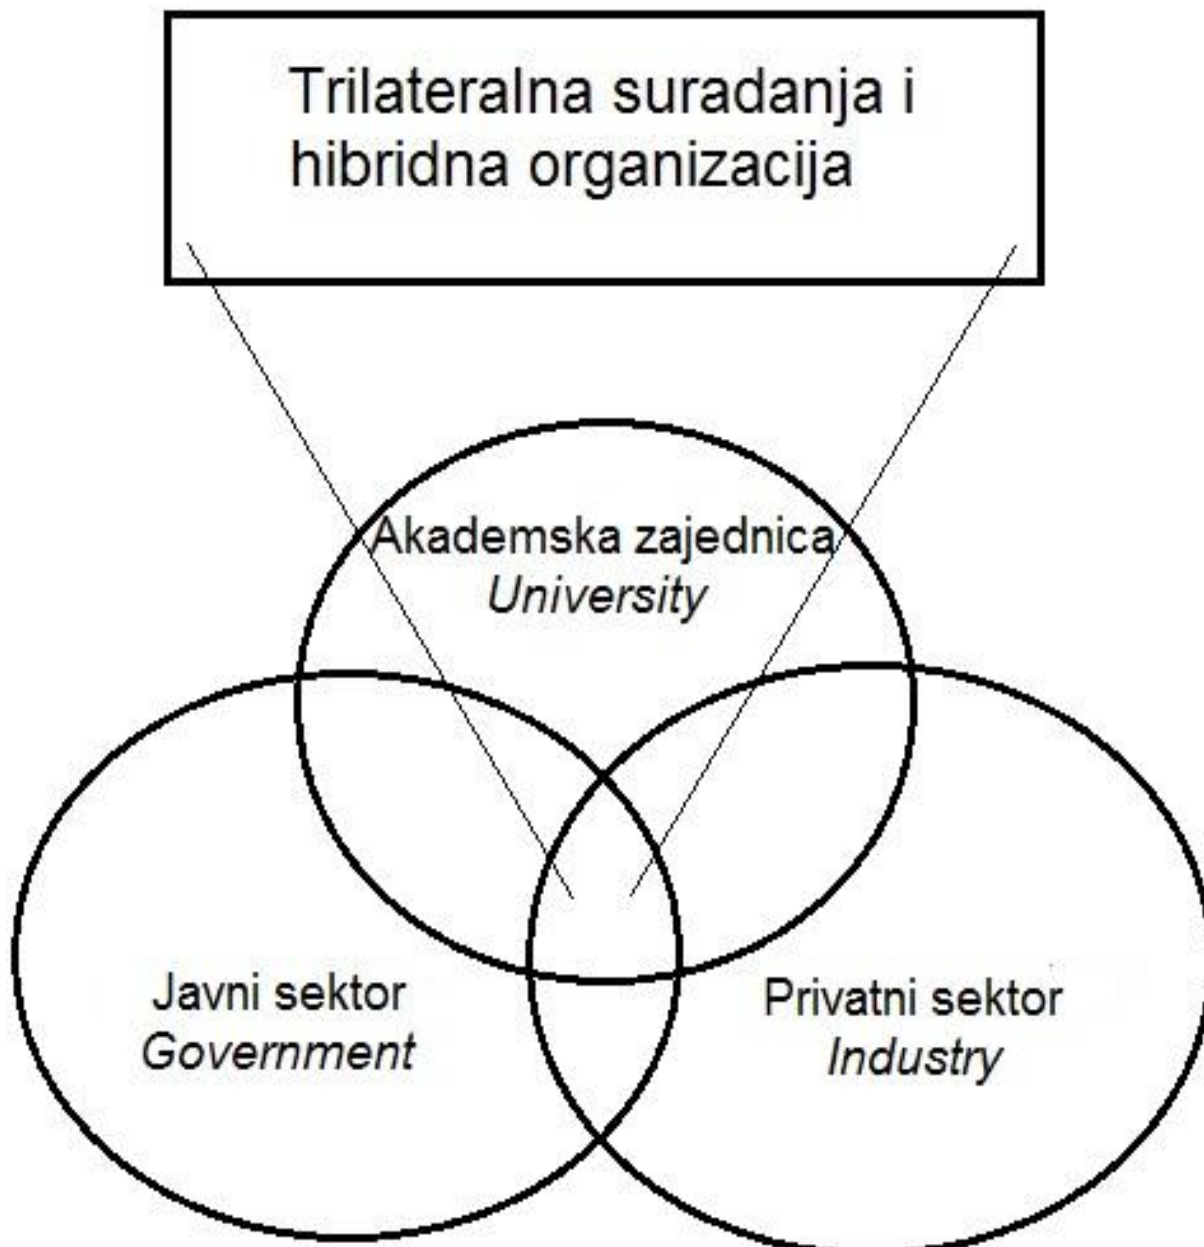 Trilateralna suradanja i
hibridna organizacija
Akademska zajednica
University
Javni sektor
Government
Privatni sektor
Industry